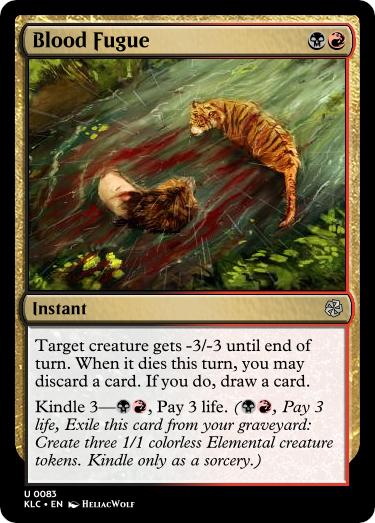 Blood Fugue
Instant
Target creature gets -3/-3 until end of
turn. When it dies this turn, you may
discard a card. If you do, draw a card.
Kindle 3—, Pay 3 life. (, Pay 3
life, Exile this card from your graveyard:
Create three 1/1 colorless Elemental creature
tokens. Kindle only as a sorcery.)
U 0083
KLC • EN HeliacWolf